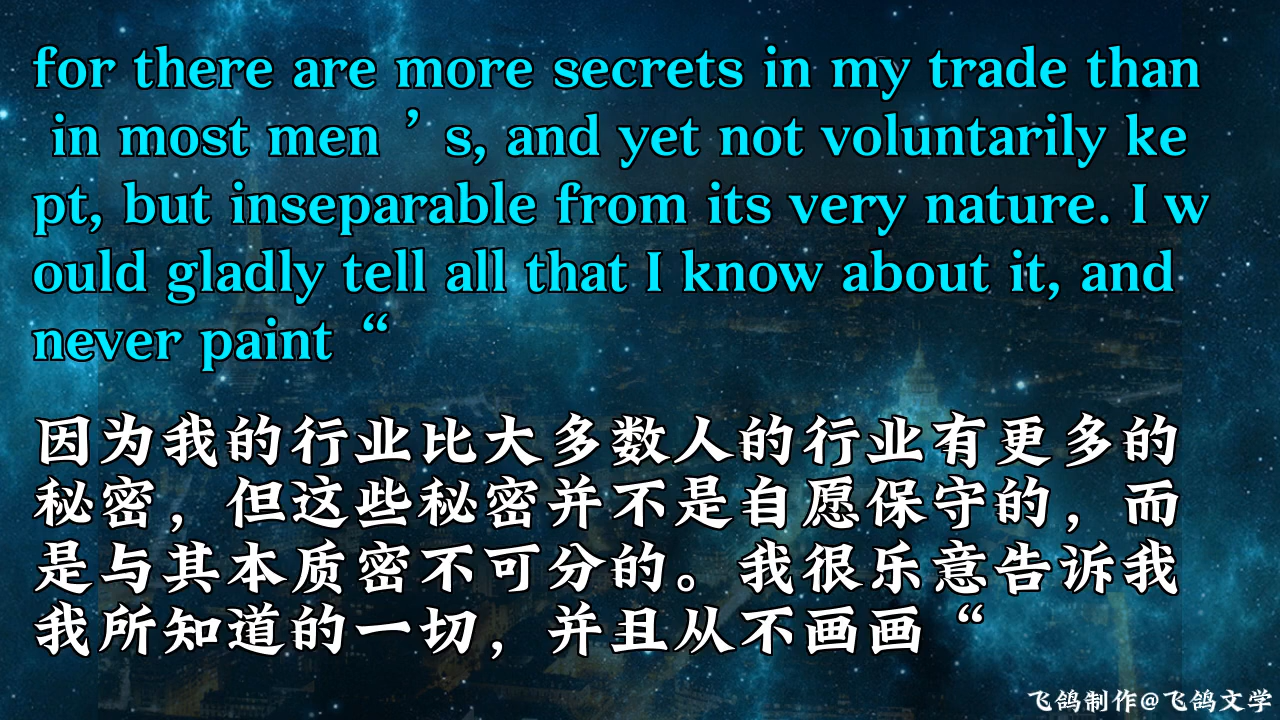 for there are more secrets in my trade than
in most men ’ s, and yet not voluntarily ke
pt, but inseparable from its very nature. I w
ould gladly tell all that I know about it, and
never paint “
因为我的行业比大多数人的行业有更多的
秘密，但这些秘密并不是自愿保守的，而
是与其本质密不可分的。我很乐意告诉我
我所知道的一切，并且从不画画“
飞鸽制作@飞鸽文学